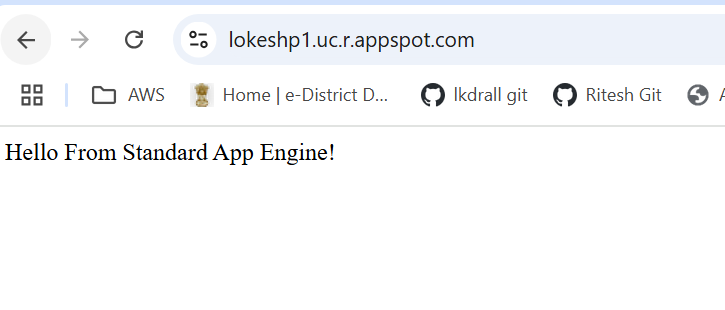 lokeshp1.uc.r.appspot.com
AWS Home | e-District D... lkdrall git Ritesh Git
Hello From Standard App Engine!